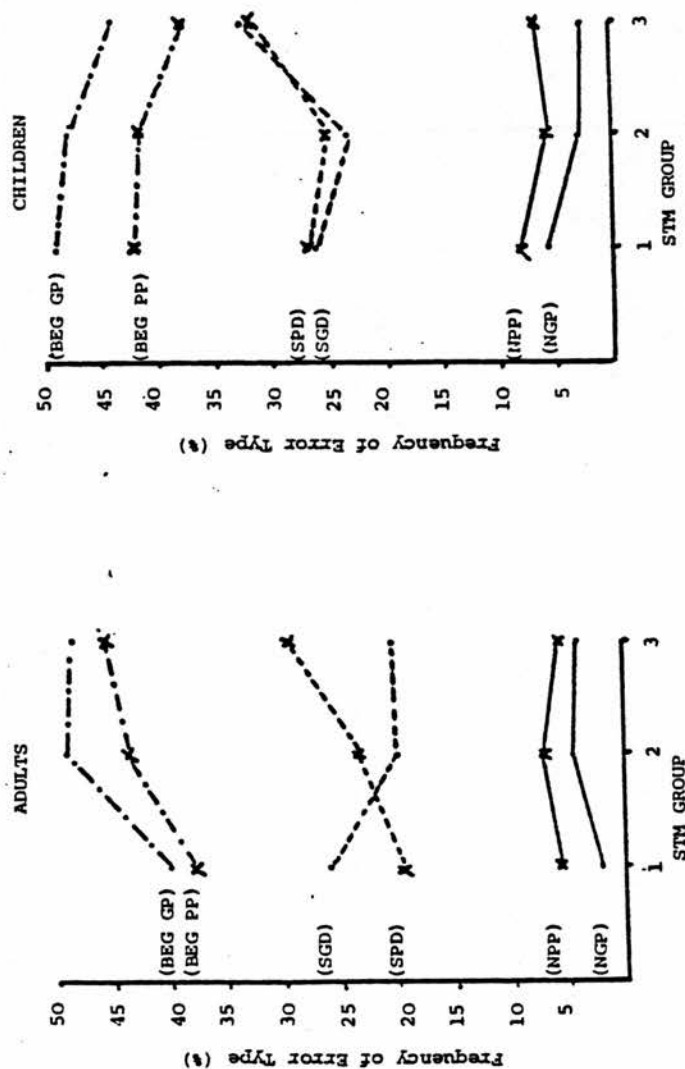 ADULTS
Frequency of Error Type (%)
50
45
40
35
30
25
20
15
10
5
(BEG GP)
(BEG PP)
(SGD)
(SPD)
(NPP)
(NGP)
1
2
3
STM GROUP
CHILDREN
Frequency of Error Type (%)
50
45
40
35
30
25
20
15
10
5
(BEG GP)
(BEG PP)
(SPD)
(SGD)
(NPP)
(NGP)
1
2
3
STM GROUP